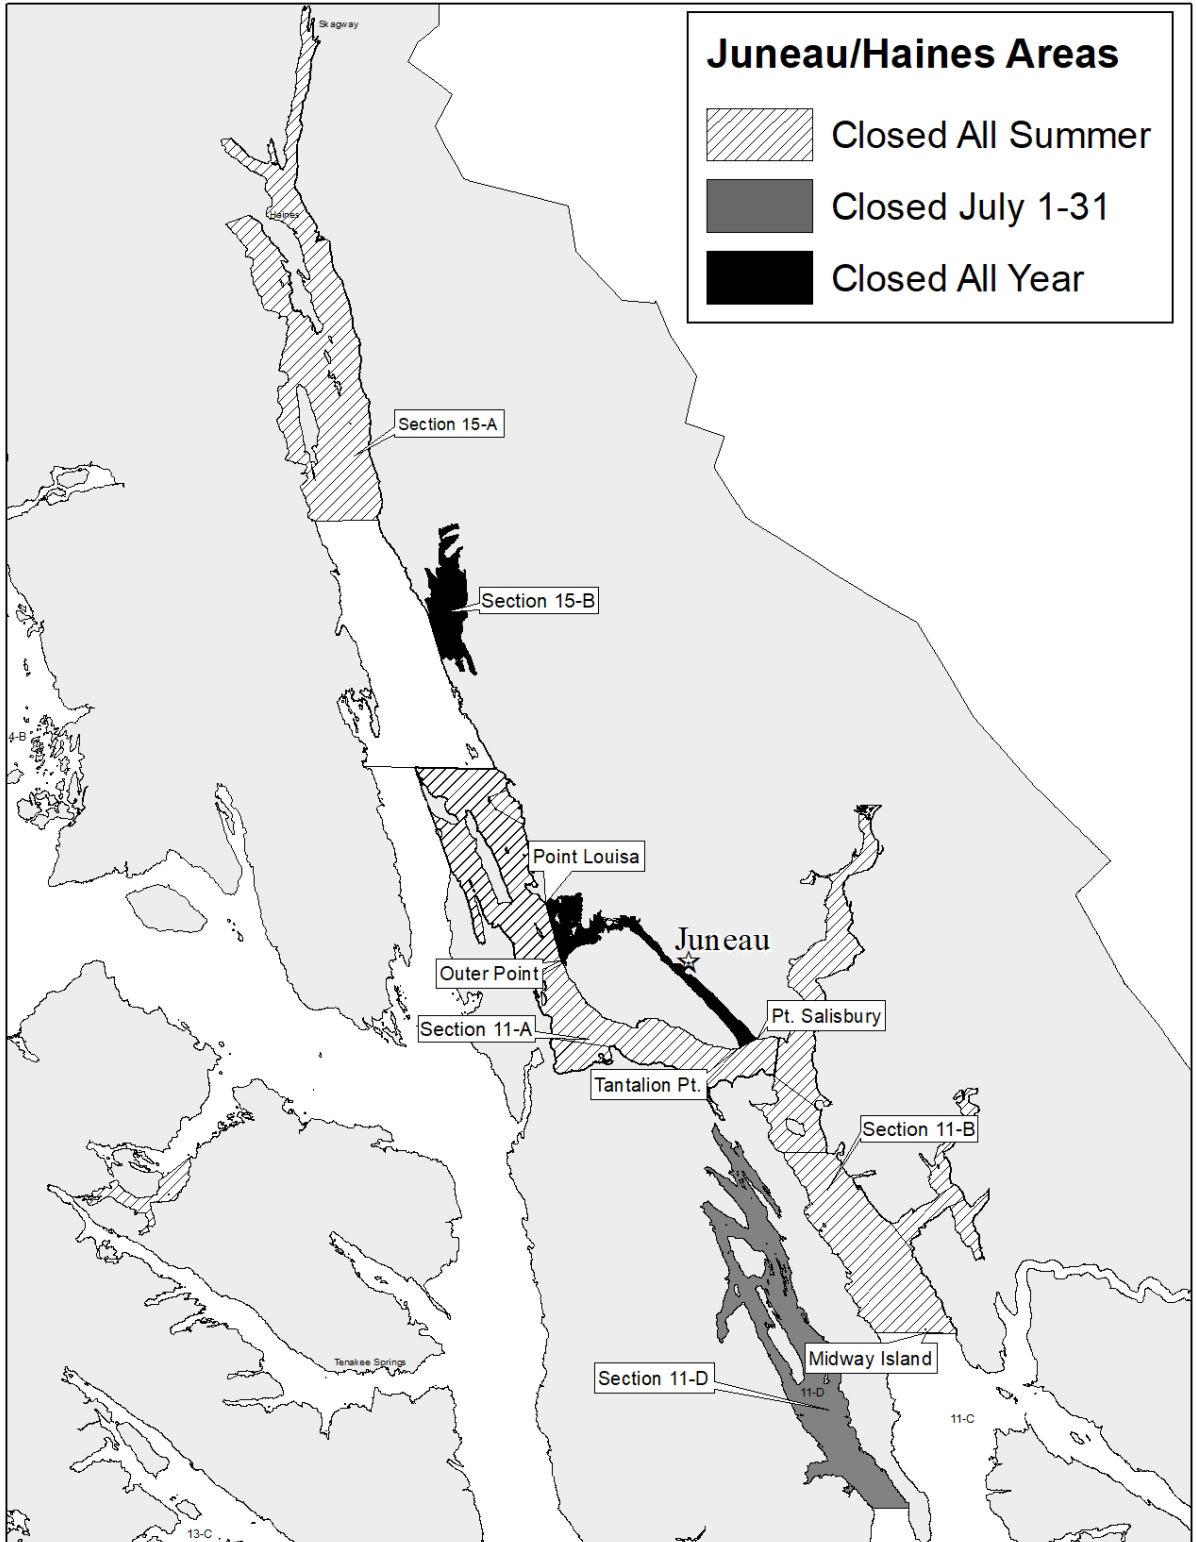 Skagway
Juneau/Haines Areas
Closed All Summer
Closed July 1-31
Closed All Year
Haines
Section 15-A
Section 15-B
4-B
Point Louisa
Juneau
Outer Point
Pt. Salisbury
Section 11-A
Tantalion Pt.
Section 11-B
Midway Island
Tenakee Springs
Section 11-D
11-D
11-C
13-C